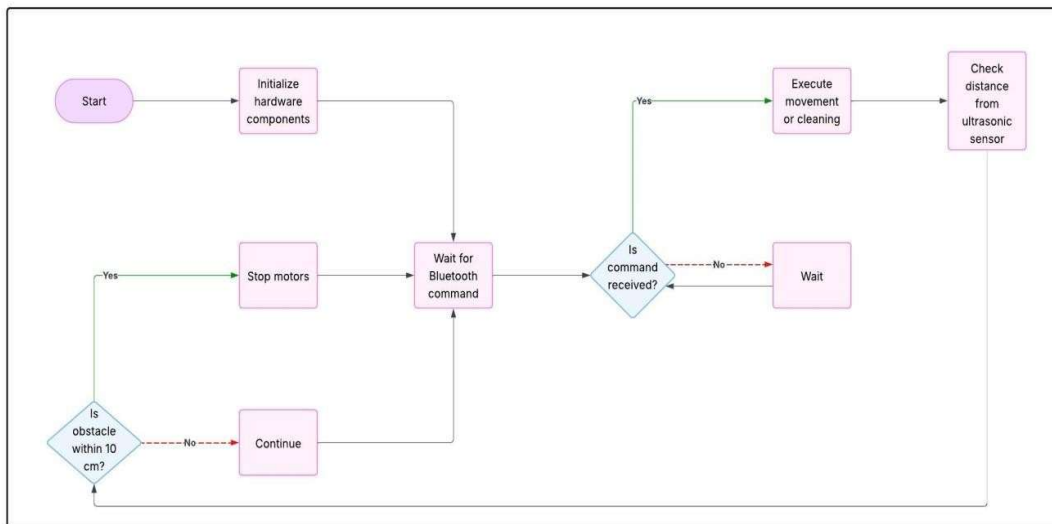 Start
Initialize
hardware
components
Yes
Execute
movement
or cleaning
Check
distance
from
ultrasonic
sensor
Yes
Stop motors
Wait for
Bluetooth
command
Is
command
received?
No
Wait
Is
obstacle
within 10
cm?
No
Continue